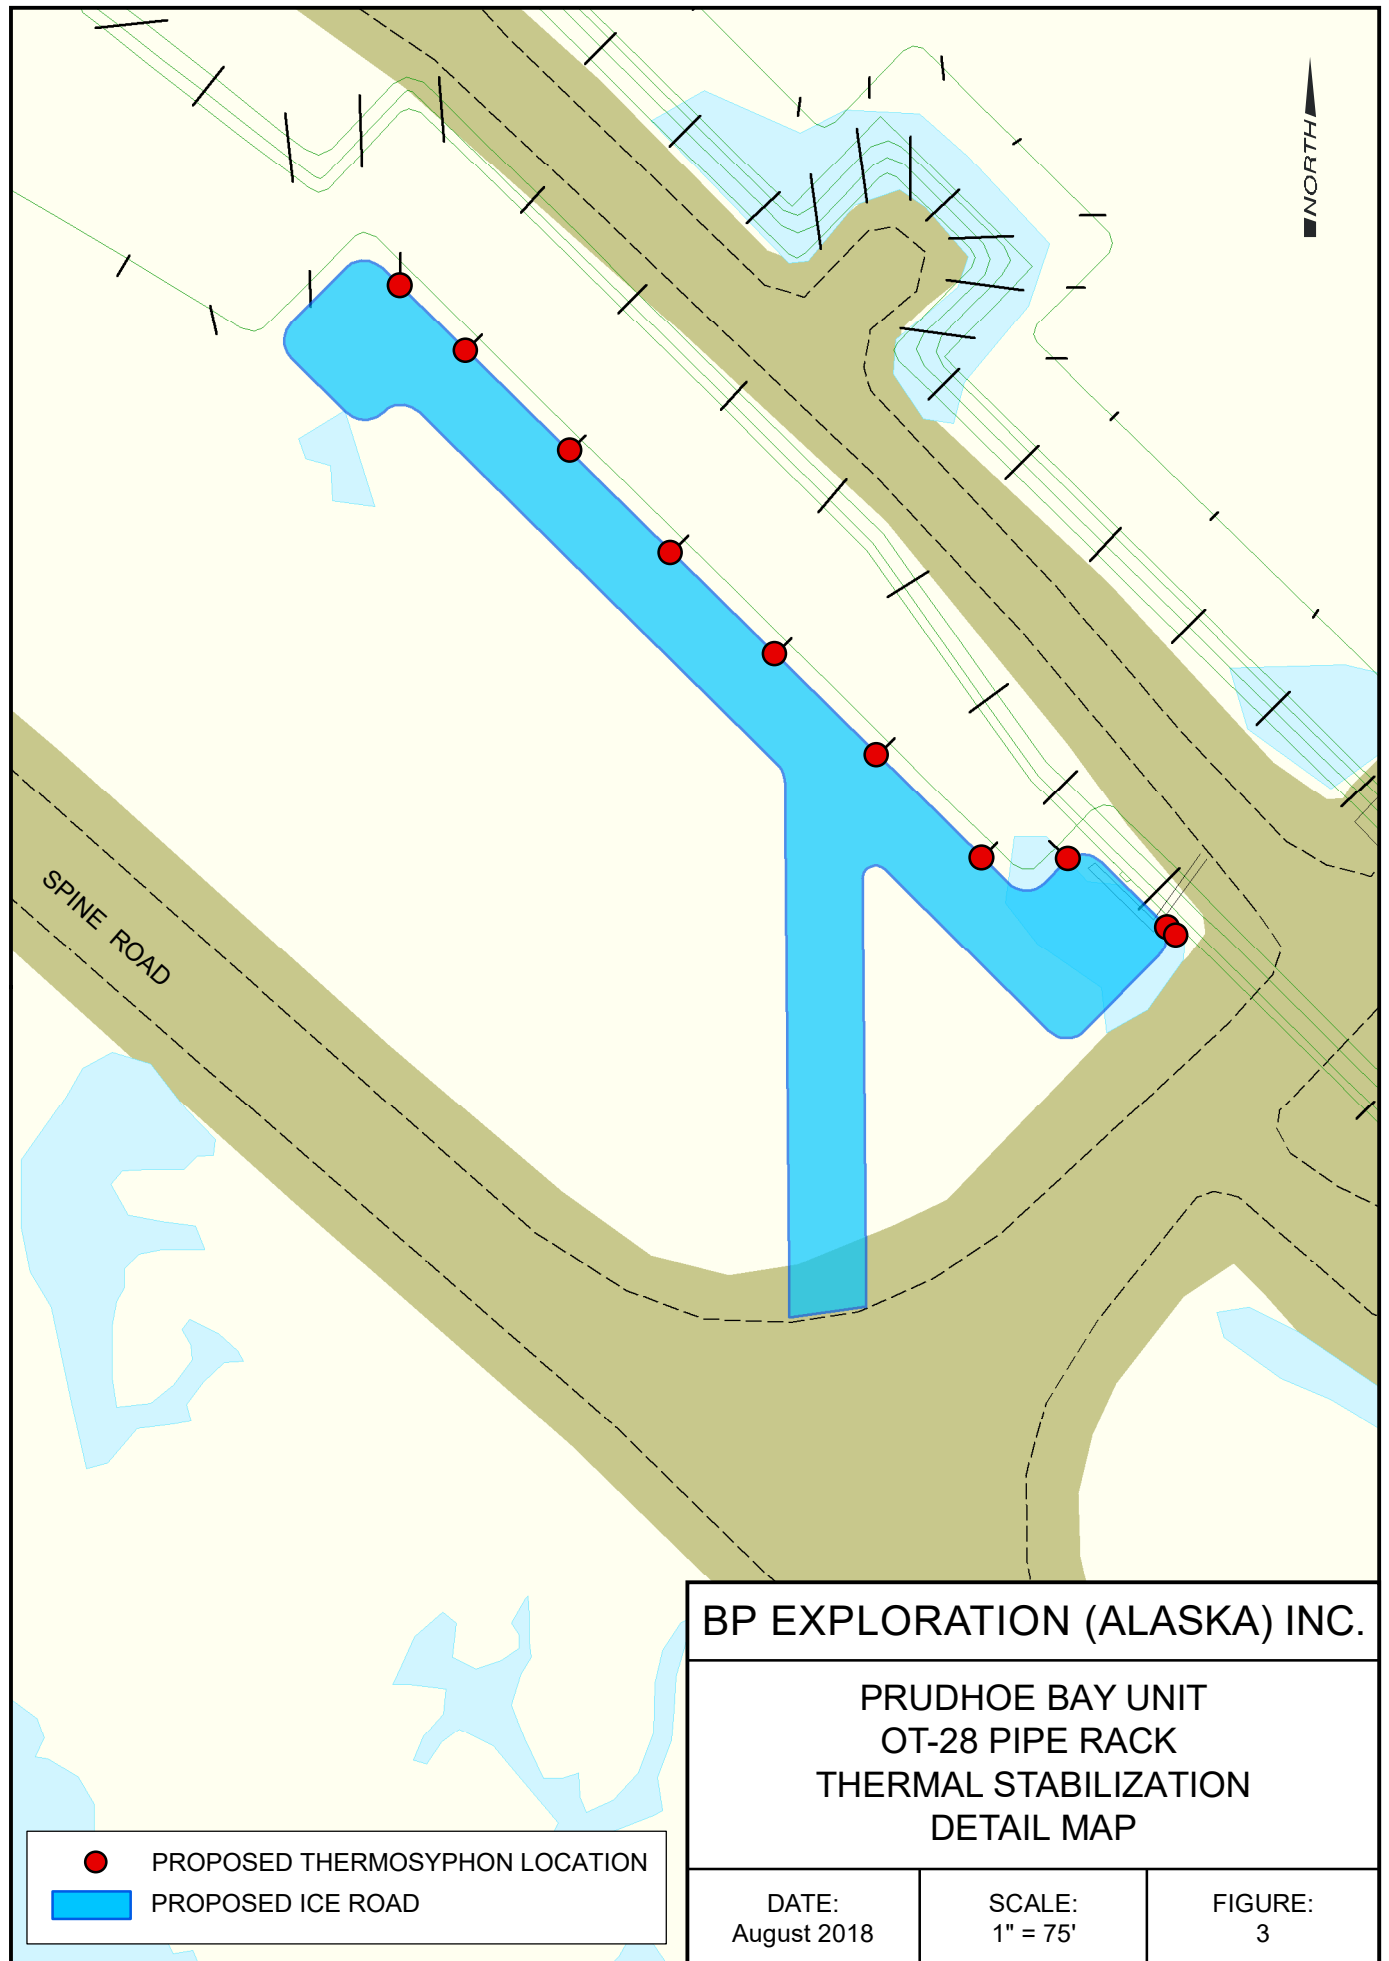 NORTH
SPINE ROAD
BP EXPLORATION (ALASKA) INC.
PRUDHOE BAY UNIT
OT-28 PIPE RACK
THERMAL STABILIZATION
DETAIL MAP
PROPOSED THERMOSYPHON LOCATION
PROPOSED ICE ROAD
DATE:
August 2018
SCALE:
1" = 75'
FIGURE:
3